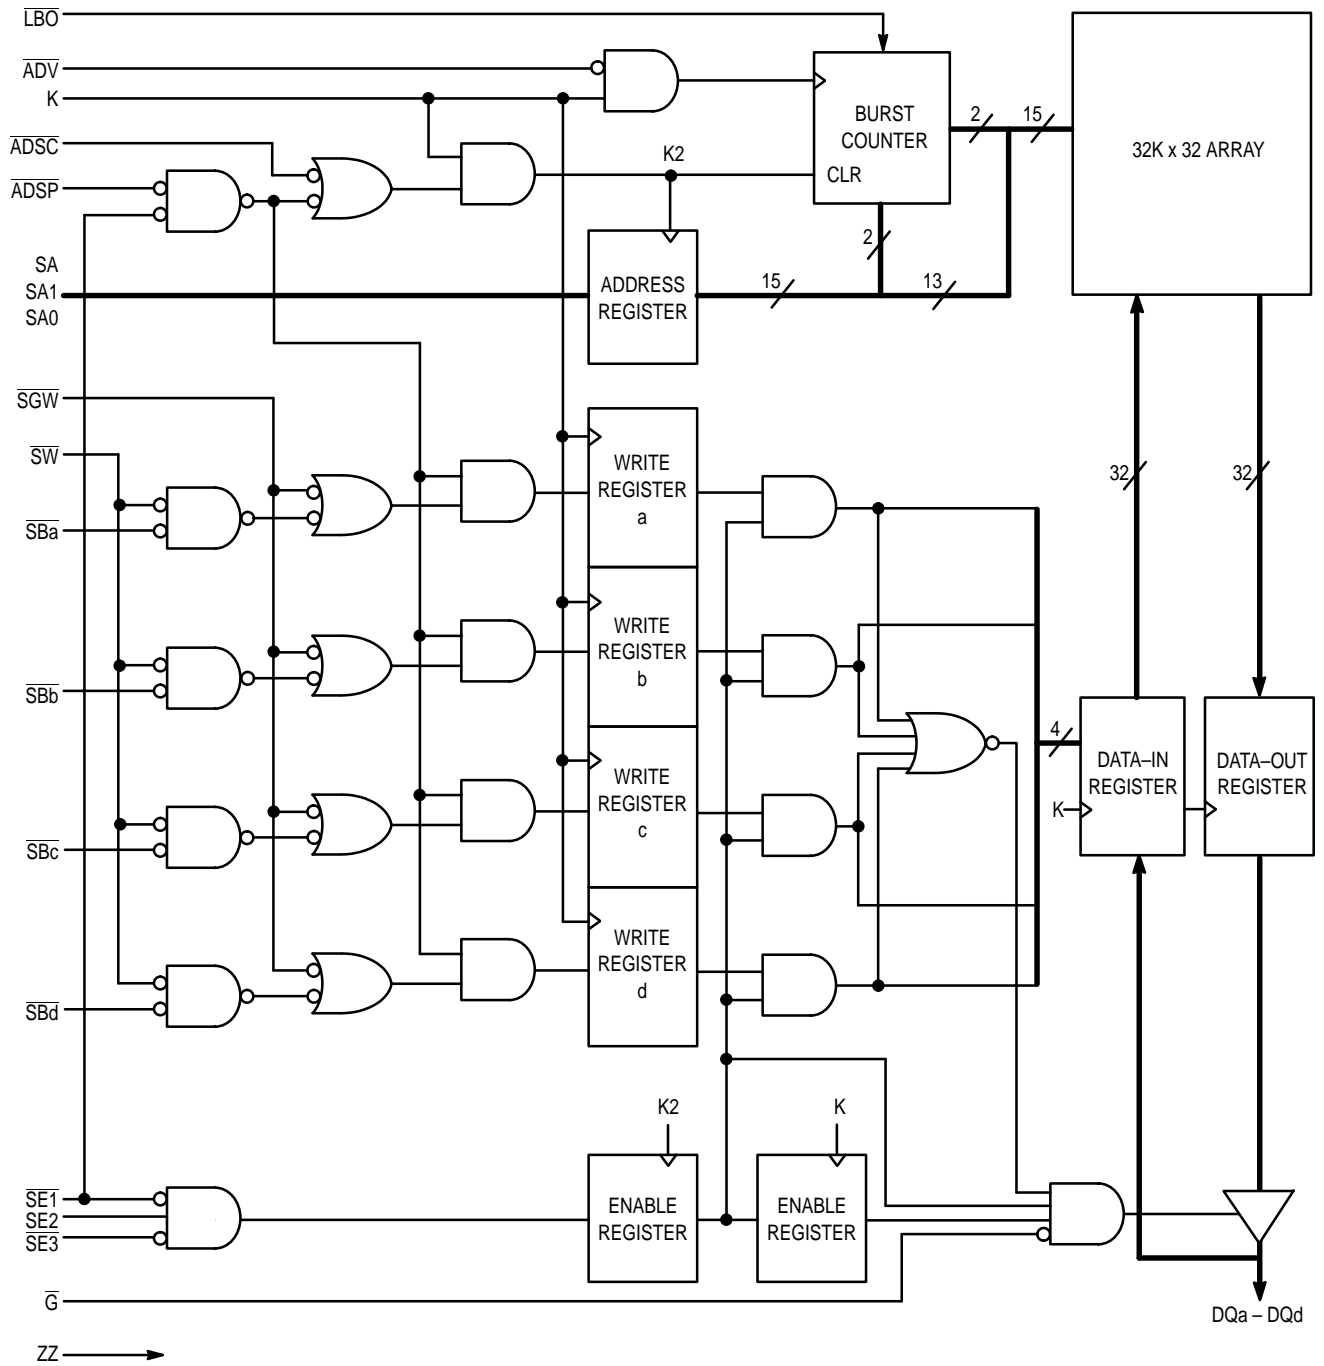 LBO
ADV
K
BURST
COUNTER
2
15
32K x 32 ARRAY
ADSC
K2
CLR
ADSP
2
SA
SA1
SA0
ADDRESS
REGISTER
15
13
SGW
SW
WRITE
REGISTER
a
32
32
SBa
WRITE
REGISTER
b
SBb
4
DATA–IN
REGISTER
DATA–OUT
REGISTER
K
WRITE
REGISTER
c
SBc
WRITE
REGISTER
d
SBd
K2
K
SE1
SE2
SE3
ENABLE
REGISTER
ENABLE
REGISTER
G
DQa – DQd
ZZ